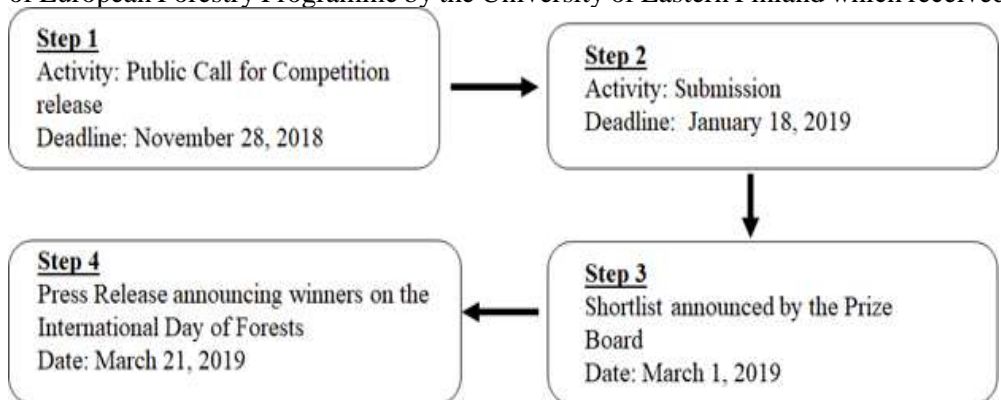 of European Forestry Programme by the University of Eastern Finland which received
Step 1
Activity: Public Call for Competition
release
Deadline: November 28, 2018
Step 2
Activity: Submission
Deadline: January 18, 2019
Step 3
Shortlist announced by the Prize
Board
Date: March 1, 2019
Step 4
Press Release announcing winners on the
International Day of Forests
Date: March 21, 2019